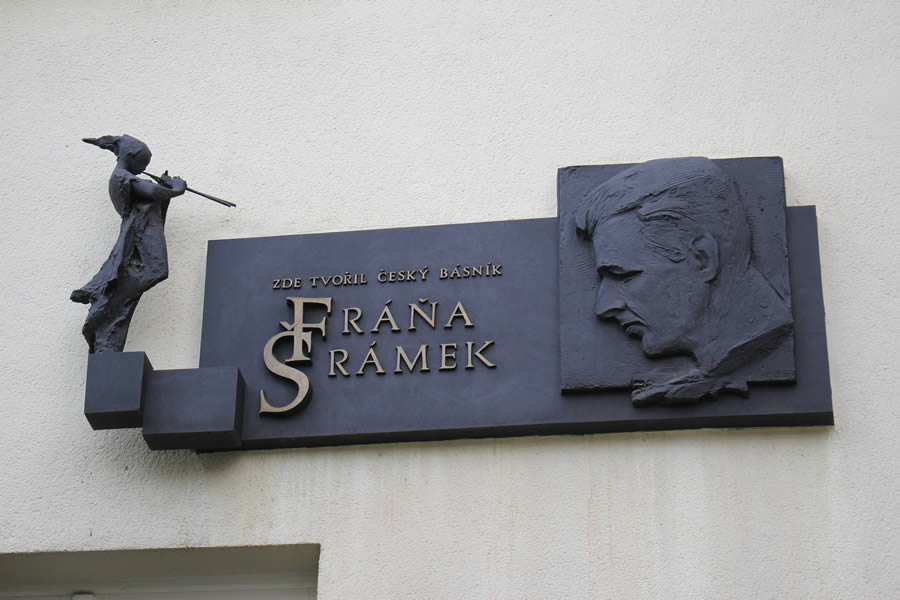 ZDE TVOŘIL ČESKÝ BÁSNÍK
FRÁŇA
ŠRÁMEK